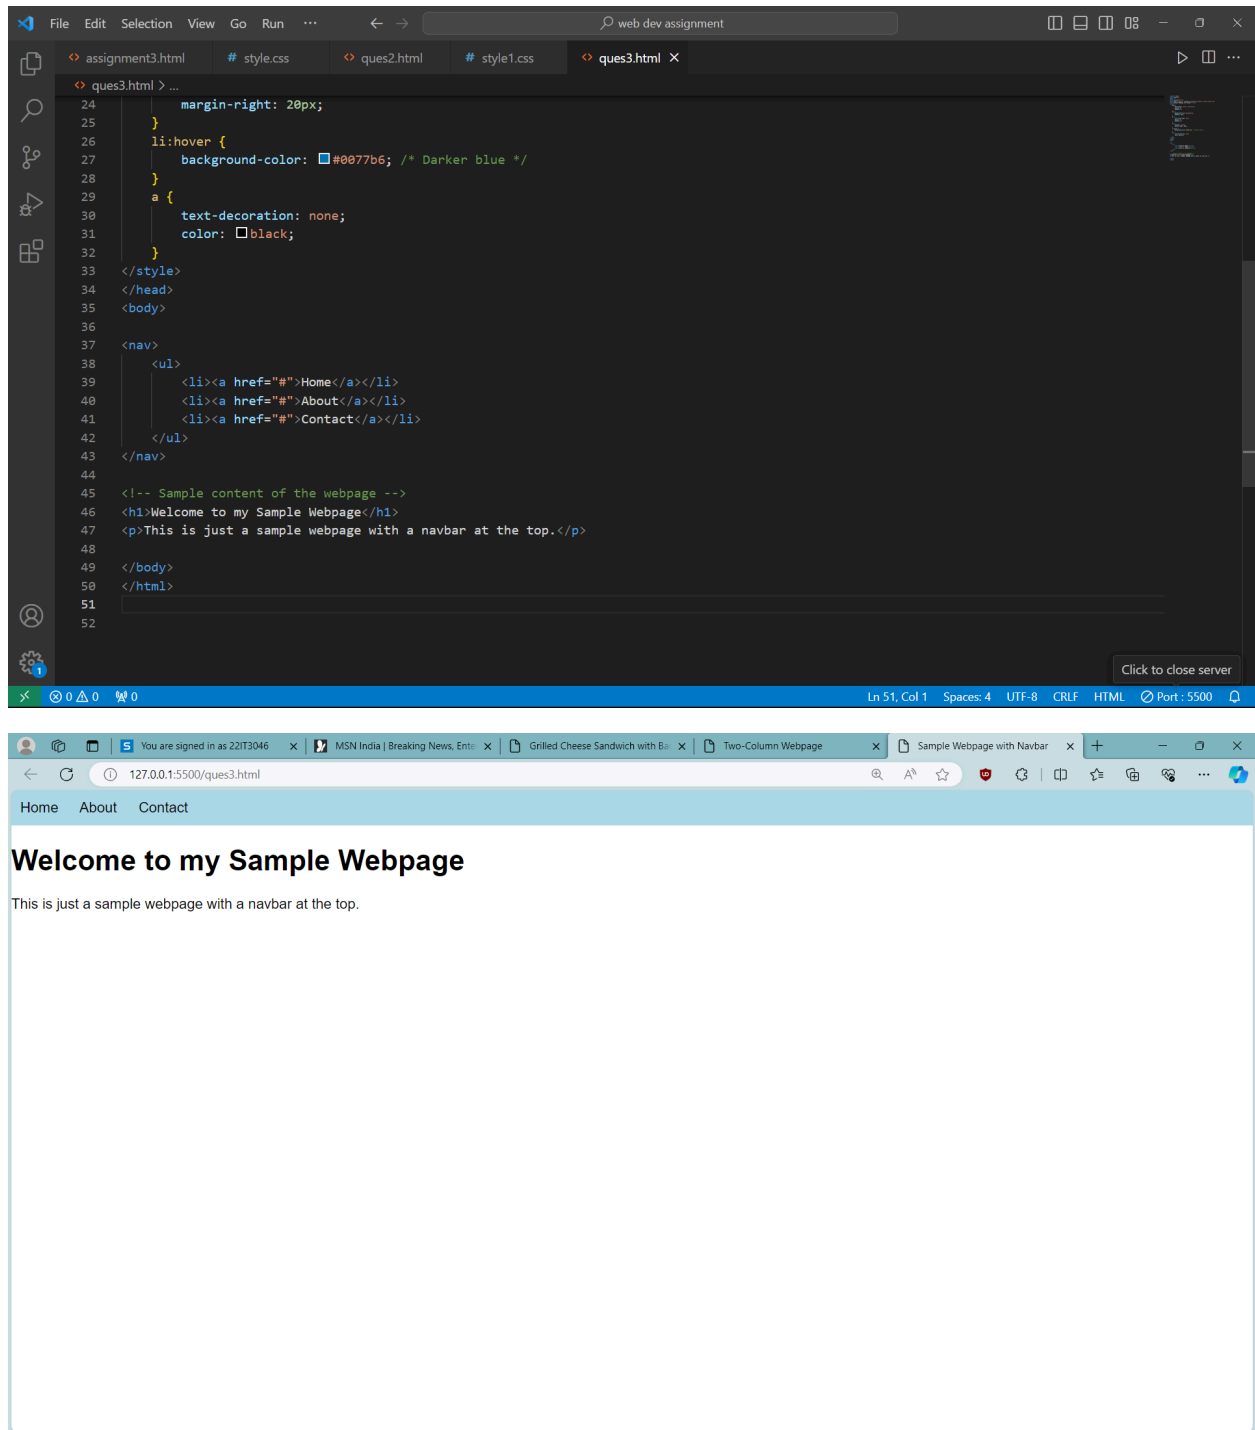 File Edit Selection View Go Run ··· web dev assignment
assignment3.html # style.css ques2.html # style1.css ques3.html
ques3.html > ...
24 margin-right: 20px;
25 }
26 li:hover {
27 background-color: #0077b6; /* Darker blue */
28 }
29 a {
30 text-decoration: none;
31 color: black;
32 }
33 </style>
34 </head>
35 <body>
36
37 <nav>
38 <ul>
39 <li><a href="#">Home</a></li>
40 <li><a href="#">About</a></li>
41 <li><a href="#">Contact</a></li>
42 </ul>
43 </nav>
44
45 <!-- Sample content of the webpage -->
46 <h1>Welcome to my Sample Webpage</h1>
47 <p>This is just a sample webpage with a navbar at the top.</p>
48
49 </body>
50 </html>
51
52
Click to close server
1
0 0 0 Ln 51, Col 1 Spaces: 4 UTF-8 CRLF HTML Port : 5500
You are signed in as 22IT3046 MSN India | Breaking News, Ente Grilled Cheese Sandwich with Ba Two-Column Webpage Sample Webpage with Navbar
127.0.0.1:5500/ques3.html
Home About Contact
Welcome to my Sample Webpage
This is just a sample webpage with a navbar at the top.